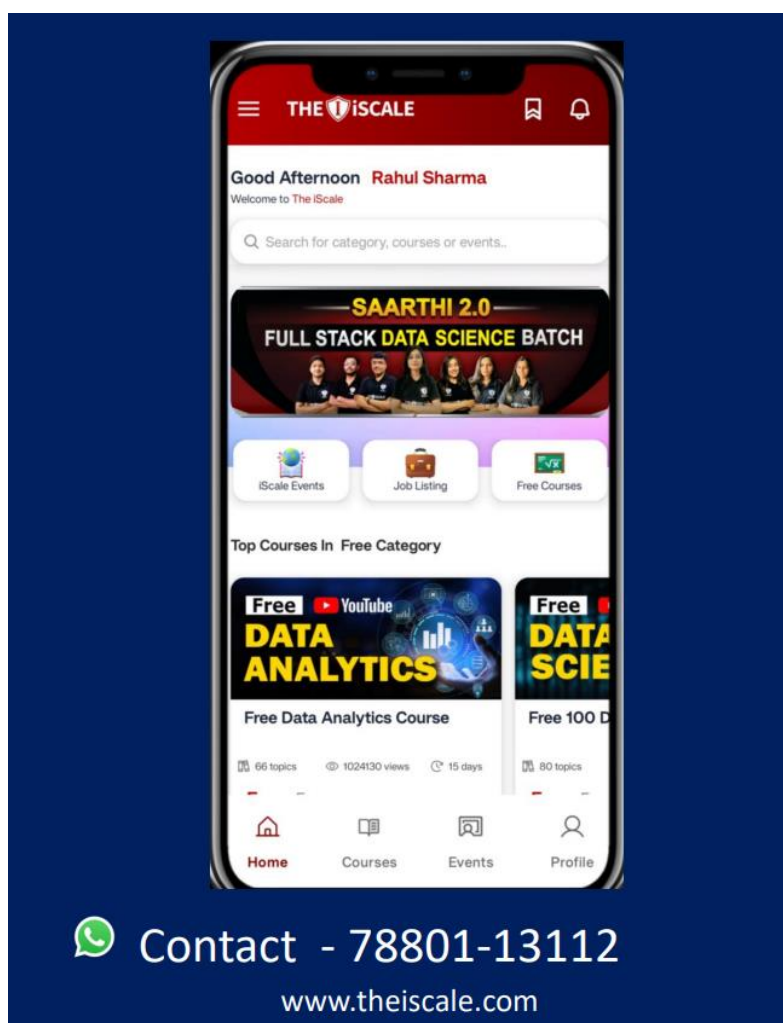 THE iSCALE
Good Afternoon Rahul Sharma
Welcome to The iScale
Search for category, courses or events..
SAARTHI 2.0
FULL STACK DATA SCIENCE BATCH
iScale Events
Job Listing
Free Courses
Top Courses In Free Category
Free YouTube
DATA
ANALYTICS
Free
DATA
SCIE
Free Data Analytics Course
Free 100 D
66 topics 1024130 views 15 days
80 topics
Home Courses Events Profile
Contact - 78801-13112
www.theiscale.com